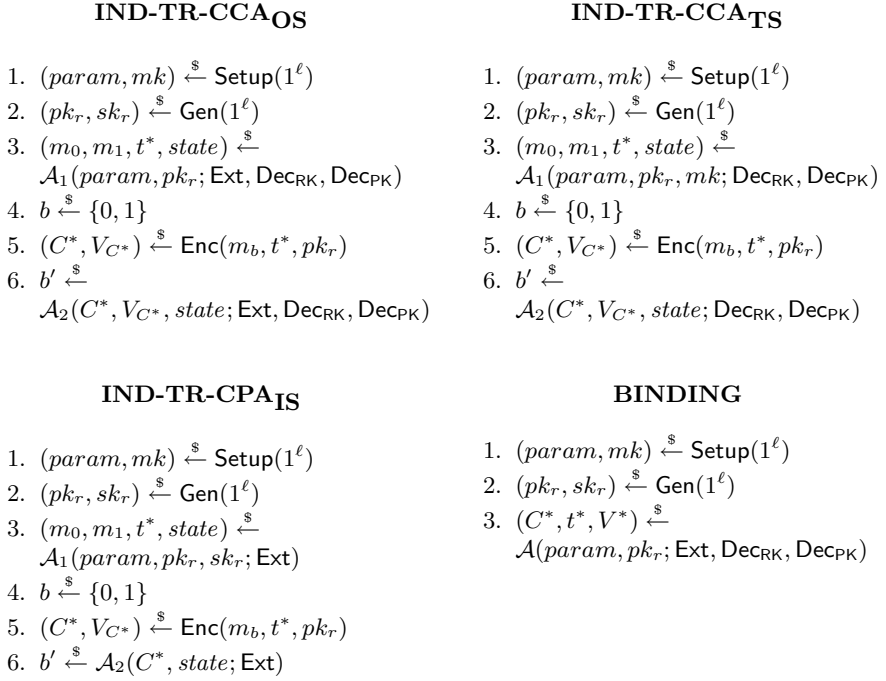 IND-TR-CCA_OS
1. (param, mk) ←$ Setup(1^ℓ)
2. (pk_r, sk_r) ←$ Gen(1^ℓ)
3. (m_0, m_1, t*, state) ←$
A_1(param, pk_r; Ext, Dec_RK, Dec_PK)
4. b ←$ {0, 1}
5. (C*, V_C*) ←$ Enc(m_b, t*, pk_r)
6. b′ ←$
A_2(C*, V_C*, state; Ext, Dec_RK, Dec_PK)
IND-TR-CCA_TS
1. (param, mk) ←$ Setup(1^ℓ)
2. (pk_r, sk_r) ←$ Gen(1^ℓ)
3. (m_0, m_1, t*, state) ←$
A_1(param, pk_r, mk; Dec_RK, Dec_PK)
4. b ←$ {0, 1}
5. (C*, V_C*) ←$ Enc(m_b, t*, pk_r)
6. b′ ←$
A_2(C*, V_C*, state; Dec_RK, Dec_PK)
IND-TR-CPA_IS
1. (param, mk) ←$ Setup(1^ℓ)
2. (pk_r, sk_r) ←$ Gen(1^ℓ)
3. (m_0, m_1, t*, state) ←$
A_1(param, pk_r, sk_r; Ext)
4. b ←$ {0, 1}
5. (C*, V_C*) ←$ Enc(m_b, t*, pk_r)
6. b′ ←$ A_2(C*, state; Ext)
BINDING
1. (param, mk) ←$ Setup(1^ℓ)
2. (pk_r, sk_r) ←$ Gen(1^ℓ)
3. (C*, t*, V*) ←$
A(param, pk_r; Ext, Dec_RK, Dec_PK)